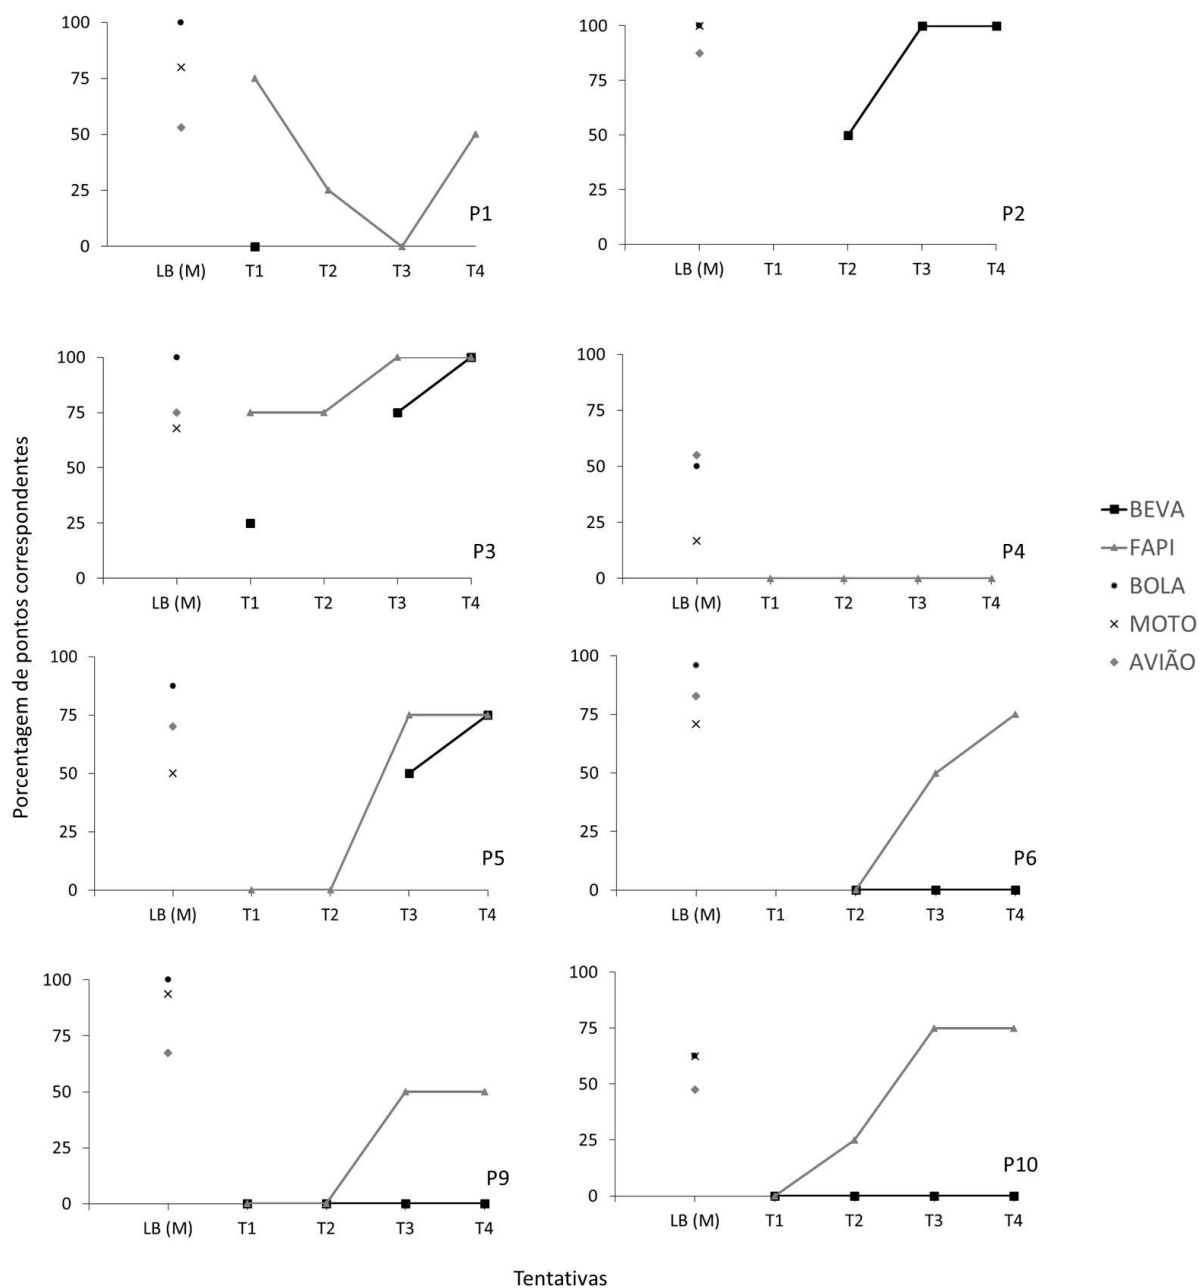 Porcentagem de pontos correspondentes
100
75
50
25
0
LB (M) T1 T2 T3 T4
P1
100
75
50
25
0
LB (M) T1 T2 T3 T4
P2
100
75
50
25
0
LB (M) T1 T2 T3 T4
P3
100
75
50
25
0
LB (M) T1 T2 T3 T4
P4
BEVA
FAPI
BOLA
MOTO
AVIÃO
100
75
50
25
0
LB (M) T1 T2 T3 T4
P5
100
75
50
25
0
LB (M) T1 T2 T3 T4
P6
100
75
50
25
0
LB (M) T1 T2 T3 T4
P9
100
75
50
25
0
LB (M) T1 T2 T3 T4
P10
Tentativas